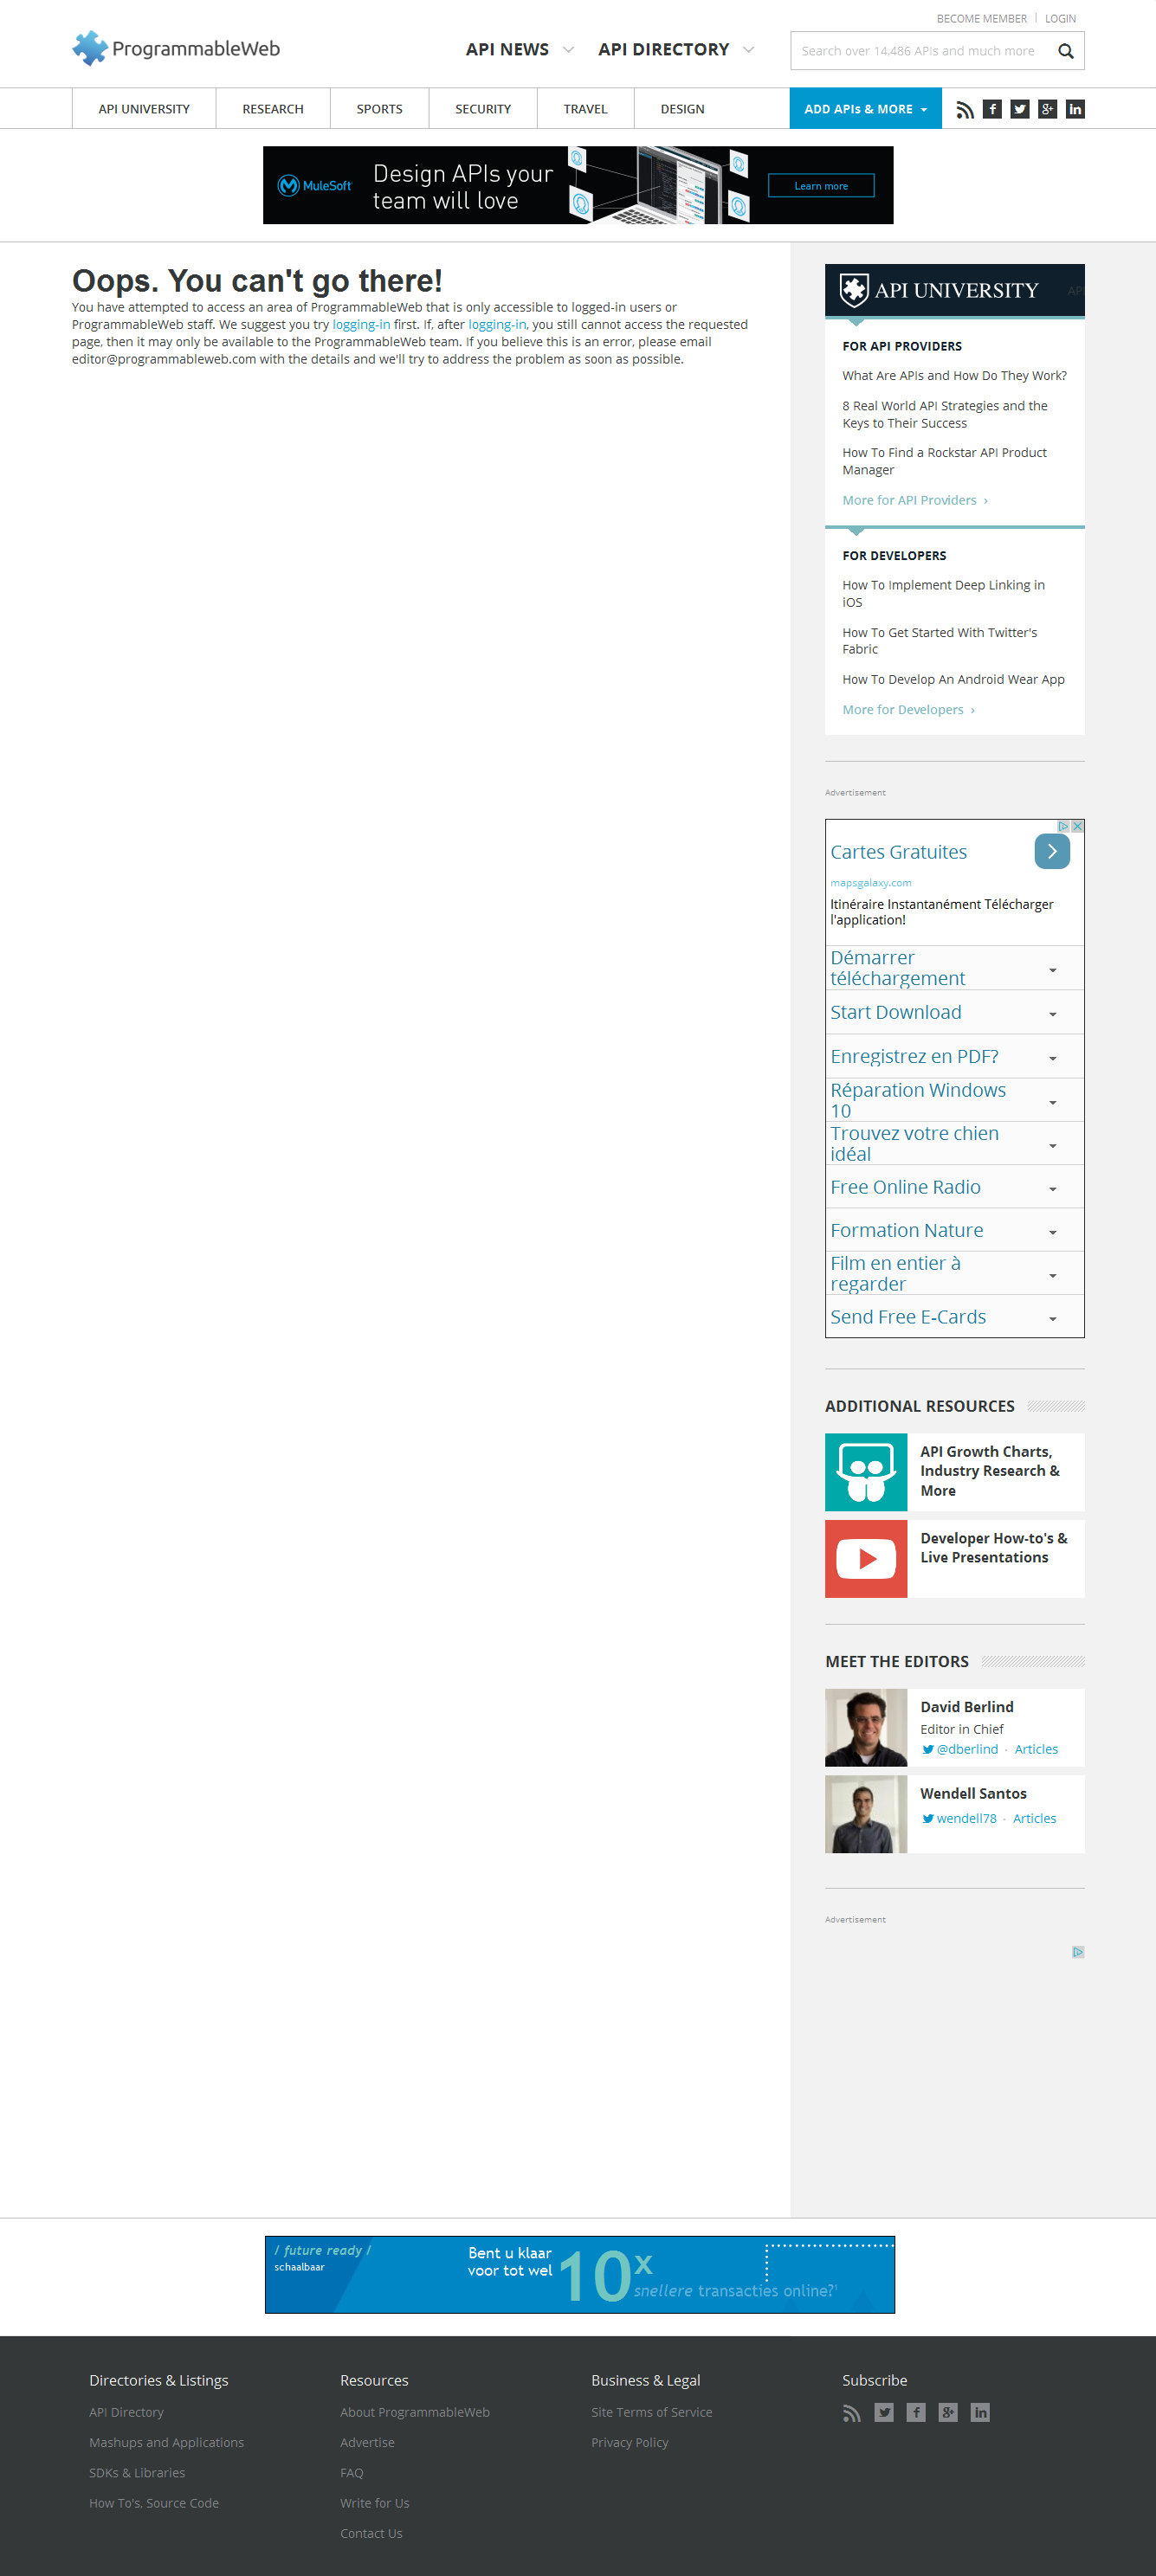 BECOME MEMBER | LOGIN
ProgrammableWeb
API NEWS
API DIRECTORY
Search over 14,486 APIs and much more
API UNIVERSITY
RESEARCH
SPORTS
SECURITY
TRAVEL
DESIGN
ADD APIs & MORE
MuleSoft
Design APIs your
team will love
Learn more
Oops. You can't go there!
You have attempted to access an area of ProgrammableWeb that is only accessible to logged-in users or
ProgrammableWeb staff. We suggest you try logging-in first. If, after logging-in, you still cannot access the requested
page, then it may only be available to the ProgrammableWeb team. If you believe this is an error, please email
editor@programmableweb.com with the details and we'll try to address the problem as soon as possible.
API UNIVERSITY
FOR API PROVIDERS
What Are APIs and How Do They Work?
8 Real World API Strategies and the
Keys to Their Success
How To Find a Rockstar API Product
Manager
More for API Providers ›
FOR DEVELOPERS
How To Implement Deep Linking in
iOS
How To Get Started With Twitter's
Fabric
How To Develop An Android Wear App
More for Developers ›
Advertisement
Cartes Gratuites
mapsgalaxy.com
Itinéraire Instantanément Télécharger
l'application!
Démarrer
téléchargement
Start Download
Enregistrez en PDF?
Réparation Windows
10
Trouvez votre chien
idéal
Free Online Radio
Formation Nature
Film en entier à
regarder
Send Free E-Cards
ADDITIONAL RESOURCES
API Growth Charts,
Industry Research &
More
Developer How-to's &
Live Presentations
MEET THE EDITORS
David Berlind
Editor in Chief
@dberlind · Articles
Wendell Santos
wendell78 · Articles
Advertisement
/ future ready /
schaalbaar
Bent u klaar
voor tot wel
10x
snellere transacties online?¹
Directories & Listings
API Directory
Mashups and Applications
SDKs & Libraries
How To's, Source Code
Resources
About ProgrammableWeb
Advertise
FAQ
Write for Us
Contact Us
Business & Legal
Site Terms of Service
Privacy Policy
Subscribe